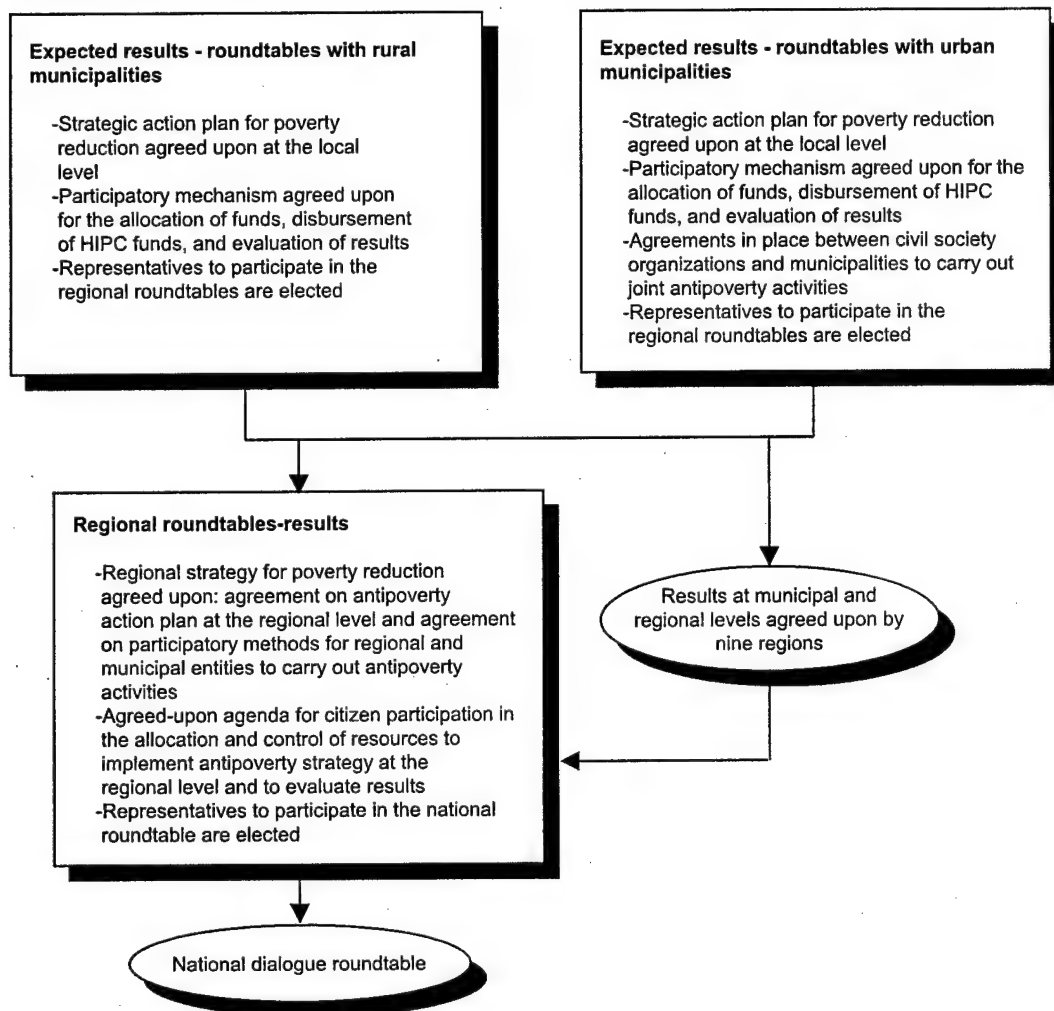 Expected results - roundtables with rural
municipalities
-Strategic action plan for poverty
reduction agreed upon at the local
level
-Participatory mechanism agreed upon
for the allocation of funds, disbursement
of HIPC funds, and evaluation of results
-Representatives to participate in the
regional roundtables are elected
Expected results - roundtables with urban
municipalities
-Strategic action plan for poverty reduction
agreed upon at the local level
-Participatory mechanism agreed upon for the
allocation of funds, disbursement of HIPC
funds, and evaluation of results
-Agreements in place between civil society
organizations and municipalities to carry out
joint antipoverty activities
-Representatives to participate in the
regional roundtables are elected
Regional roundtables-results
-Regional strategy for poverty reduction
agreed upon: agreement on antipoverty
action plan at the regional level and agreement
on participatory methods for regional and
municipal entities to carry out antipoverty
activities
-Agreed-upon agenda for citizen participation in
the allocation and control of resources to
implement antipoverty strategy at the
regional level and to evaluate results
-Representatives to participate in the national
roundtable are elected
Results at municipal and
regional levels agreed upon by
nine regions
National dialogue roundtable